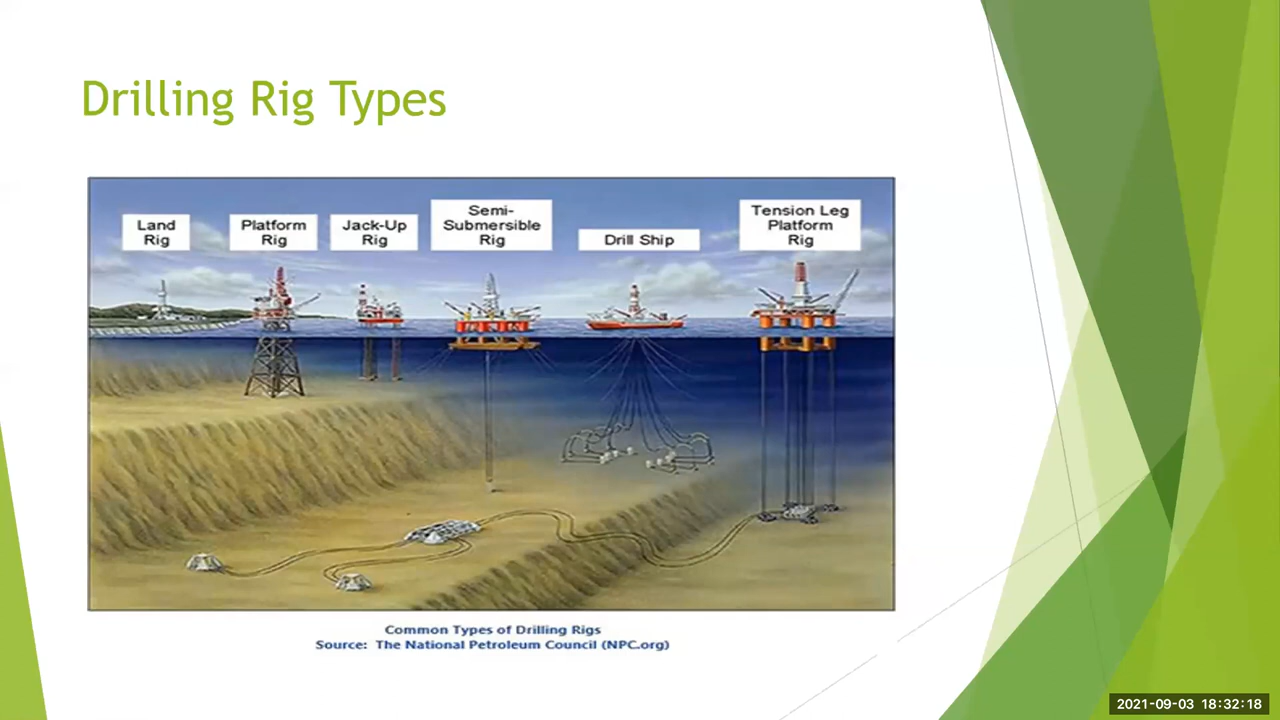 Drilling Rig Types
Land
Rig
Platform
Rig
Jack-Up
Rig
Semi-
Submersible
Rig
Drill Ship
Tension Leg
Platform
Rig
Common Types of Drilling Rigs
Source: The National Petroleum Council (NPC.org)
2021-09-03 18:32:18